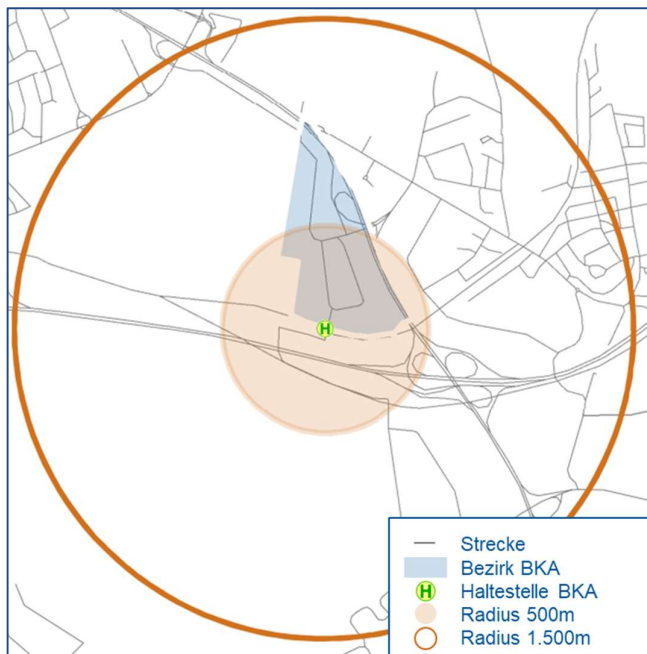 H
Strecke
Bezirk BKA
H Haltestelle BKA
Radius 500m
Radius 1.500m